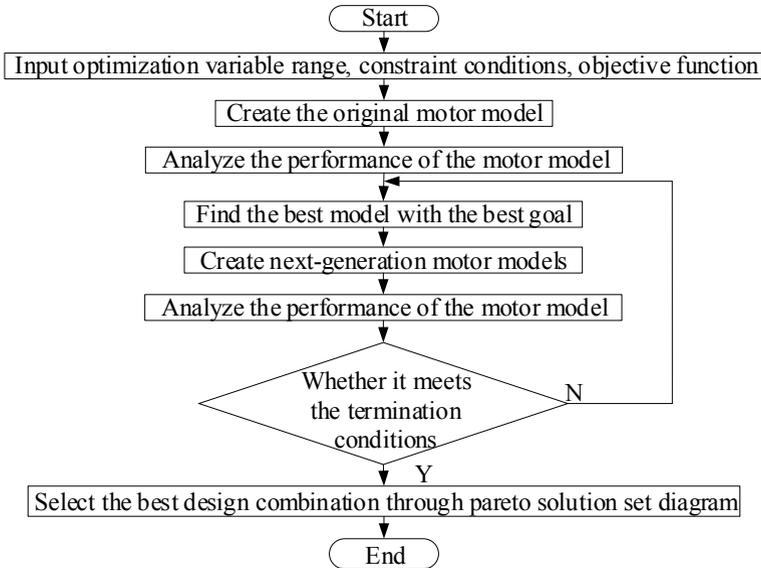 Start
Input optimization variable range, constraint conditions, objective function
Create the original motor model
Analyze the performance of the motor model
Find the best model with the best goal
Create next-generation motor models
Analyze the performance of the motor model
Whether it meets
the termination
conditions
N
Y
Select the best design combination through pareto solution set diagram
End